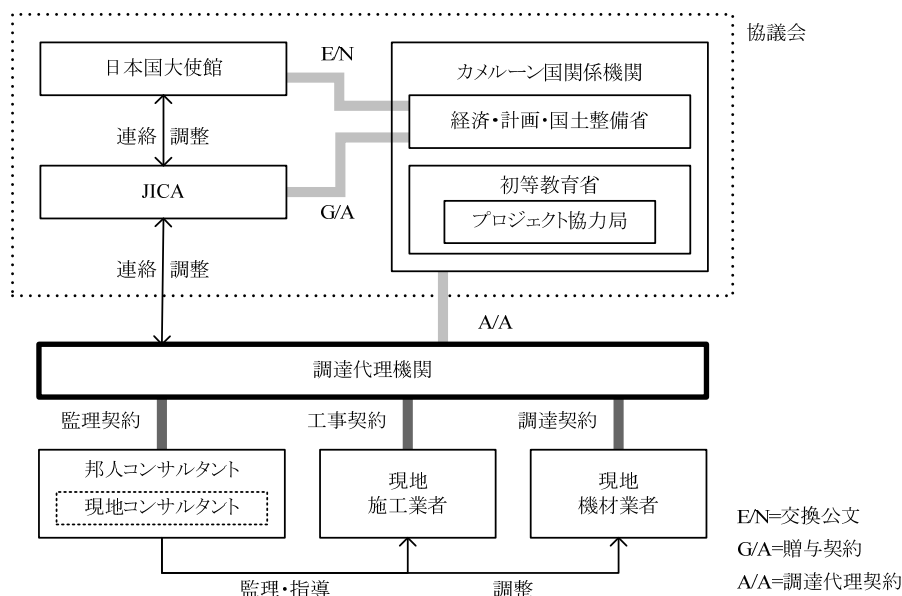 協議会
日本国大使館
E/N
カメルーン国関係機関
経済・計画・国土整備省
連絡 調整
初等教育省
JICA
プロジェクト協力局
G/A
連絡 調整
A/A
調達代理機関
監理契約
工事契約
調達契約
邦人コンサルタント
現地コンサルタント
現地
施工業者
現地
機材業者
E/N=交換公文
G/A=贈与契約
A/A=調達代理契約
監理・指導
調整